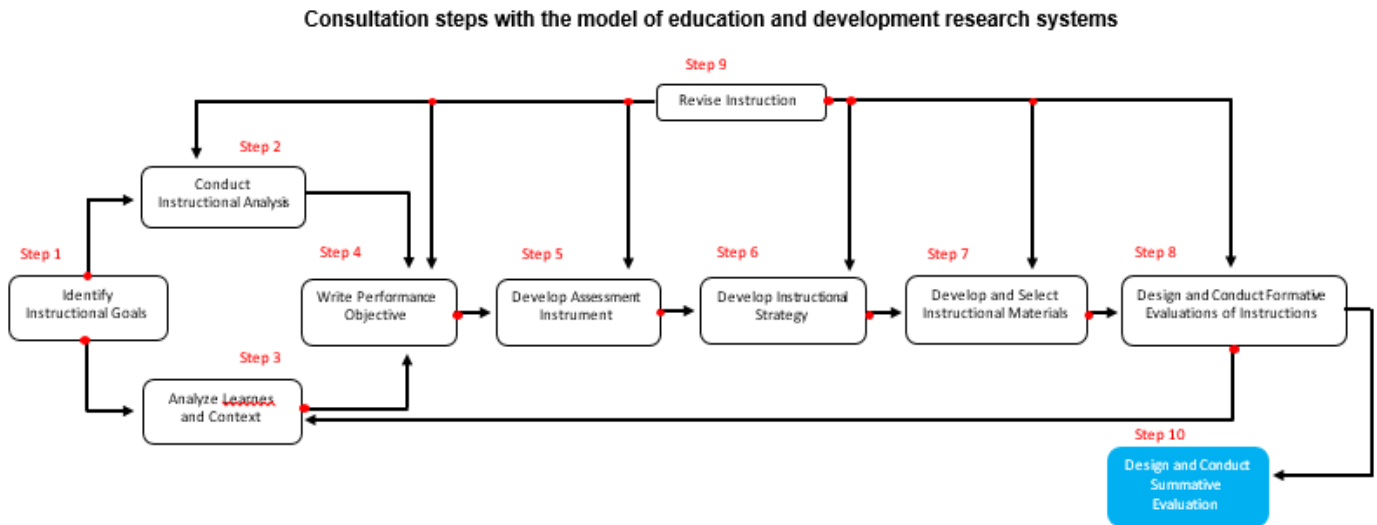 Consultation steps with the model of education and development research systems
Step 9
Revise Instruction
Step 2
Conduct
Instructional Analysis
Step 1
Identify
Instructional Goals
Step 3
Analyze Learnes
and Context
Step 4
Write Performance
Objective
Step 5
Develop Assessment
Instrument
Step 6
Develop Instructional
Strategy
Step 7
Develop and Select
Instructional Materials
Step 8
Design and Conduct Formative
Evaluations of Instructions
Step 10
Design and Conduct
Summative
Evaluation